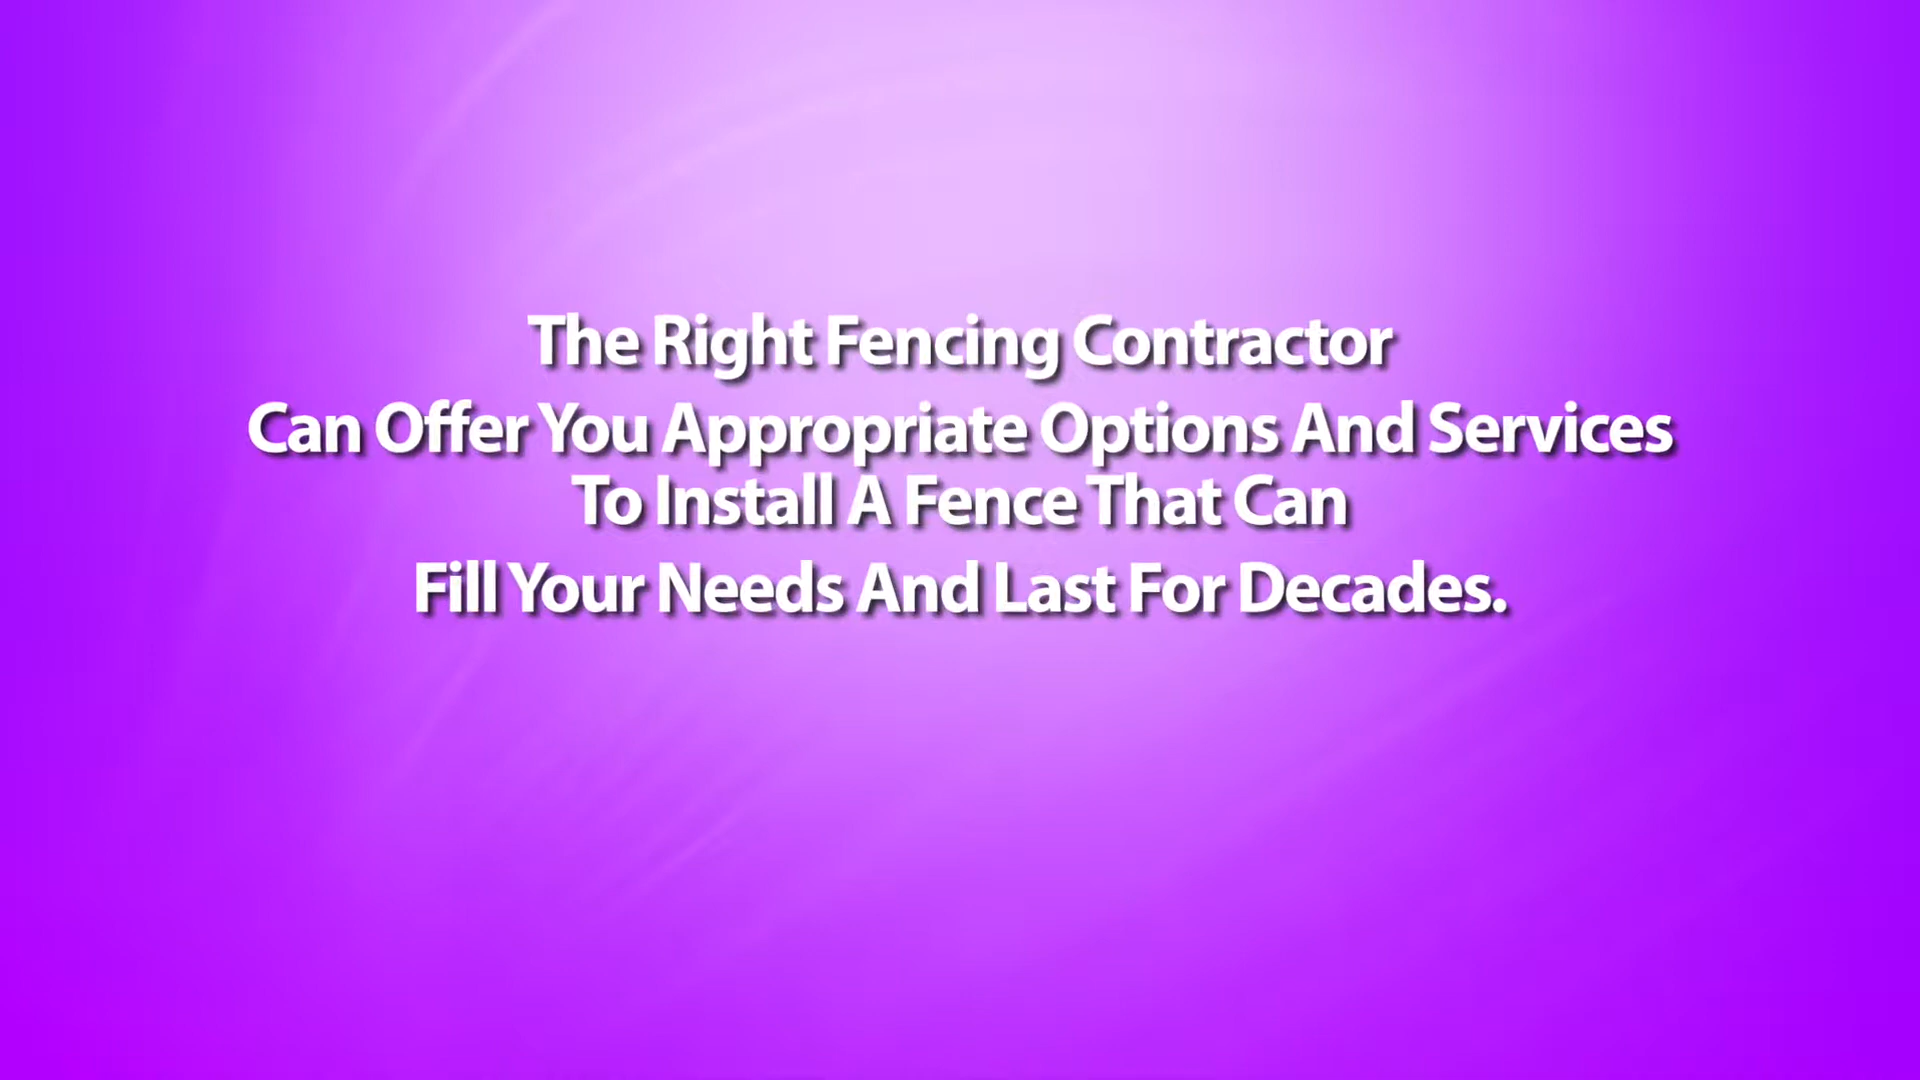 The Right Fencing Contractor
Can Offer You Appropriate Options And Services
To Install A Fence That Can
Fill Your Needs And Last For Decades.